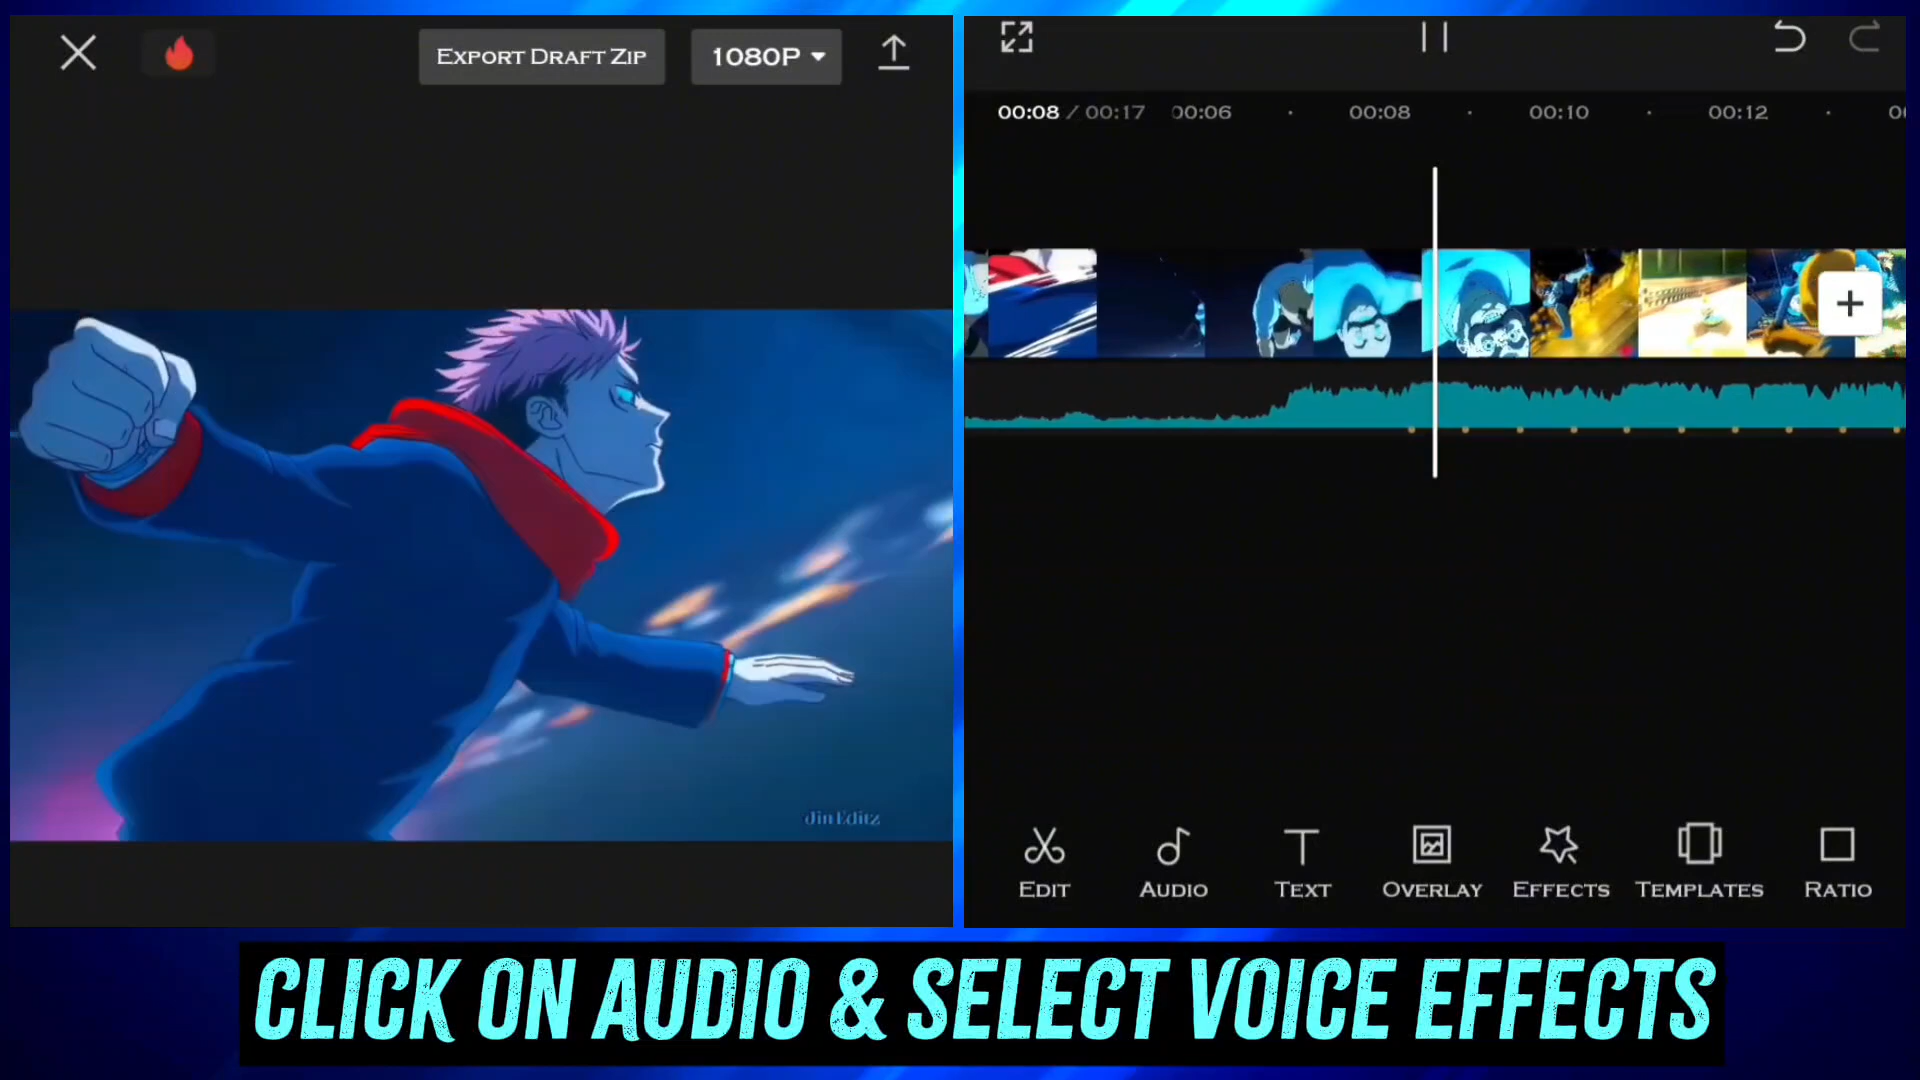 EXPORT DRAFT ZIP
1080P
00:08 / 00:17
00:06
00:08
00:10
00:12
JinEditz
EDIT
AUDIO
TEXT
OVERLAY
EFFECTS
TEMPLATES
RATIO
CLICK ON AUDIO & SELECT VOICE EFFECTS